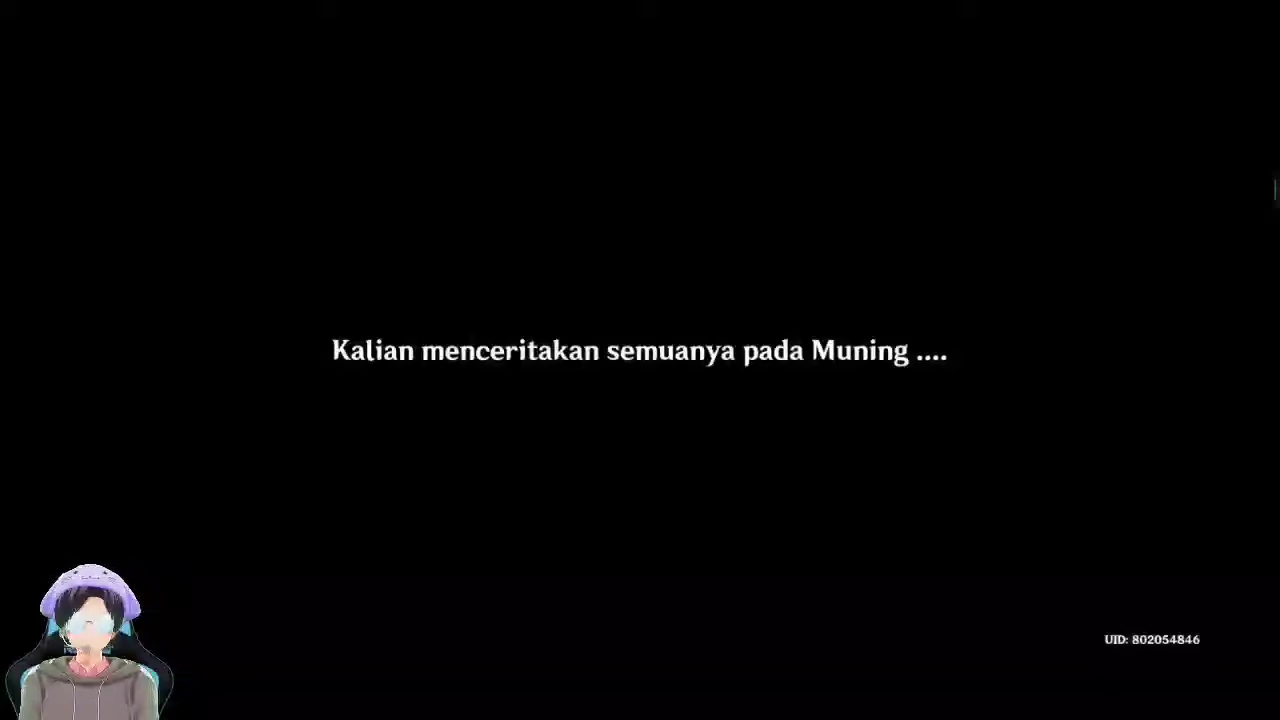 Kalian menceritakan semuanya pada Muning ....
UID: 802054846